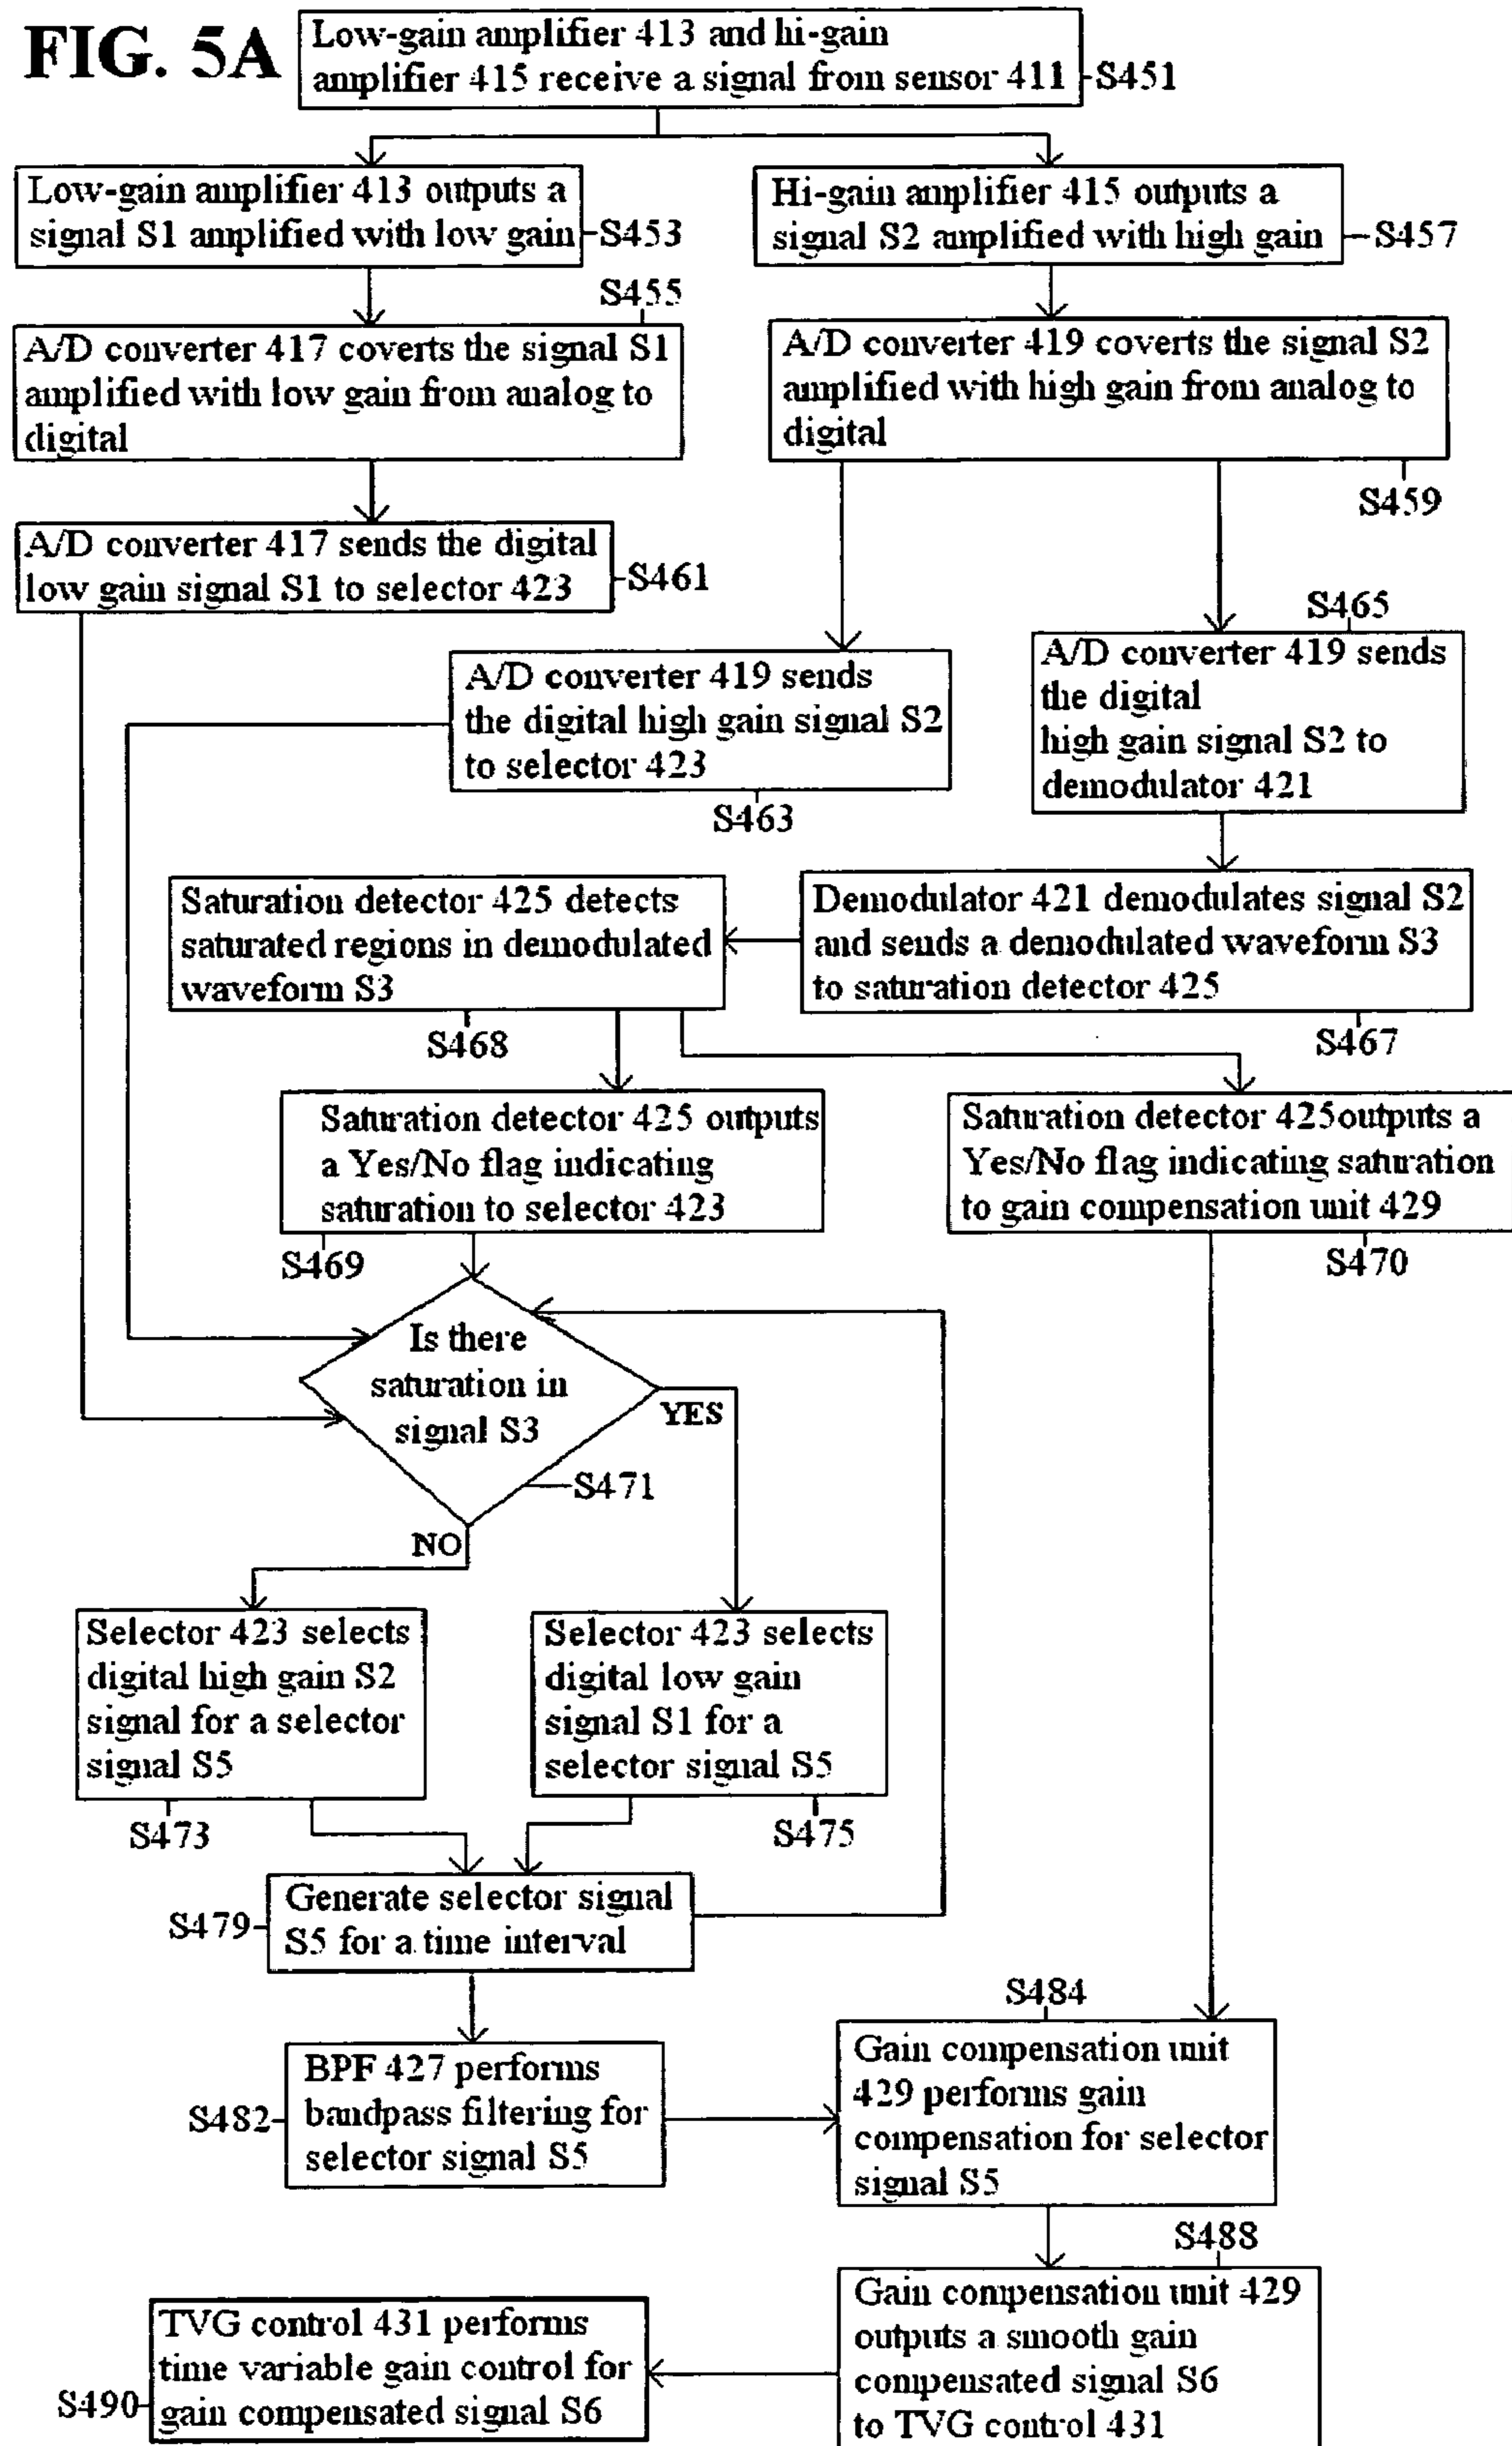 FIG. 5A
Low-gain amplifier 413 and hi-gain
amplifier 415 receive a signal from sensor 411
S451
Low-gain amplifier 413 outputs a
signal S1 amplified with low gain
S453
Hi-gain amplifier 415 outputs a
signal S2 amplified with high gain
S457
S455
A/D converter 417 coverts the signal S1
amplified with low gain from analog to
digital
A/D converter 419 coverts the signal S2
amplified with high gain from analog to
digital
S459
A/D converter 417 sends the digital
low gain signal S1 to selector 423
S461
S465
A/D converter 419 sends
the digital high gain signal S2
to selector 423
S463
A/D converter 419 sends
the digital
high gain signal S2 to
demodulator 421
Saturation detector 425 detects
saturated regions in demodulated
waveform S3
S468
Demodulator 421 demodulates signal S2
and sends a demodulated waveform S3
to saturation detector 425
S467
Saturation detector 425 outputs
a Yes/No flag indicating
saturation to selector 423
S469
Saturation detector 425outputs a
Yes/No flag indicating saturation
to gain compensation unit 429
S470
Is there
saturation in
signal S3
YES
S471
NO
Selector 423 selects
digital high gain S2
signal for a selector
signal S5
S473
Selector 423 selects
digital low gain
signal S1 for a
selector signal S5
S475
Generate selector signal
S5 for a time interval
S479
S484
BPF 427 performs
bandpass filtering for
selector signal S5
S482
Gain compensation unit
429 performs gain
compensation for selector
signal S5
S488
Gain compensation unit 429
outputs a smooth gain
compensated signal S6
to TVG control 431
TVG control 431 performs
time variable gain control for
gain compensated signal S6
S490